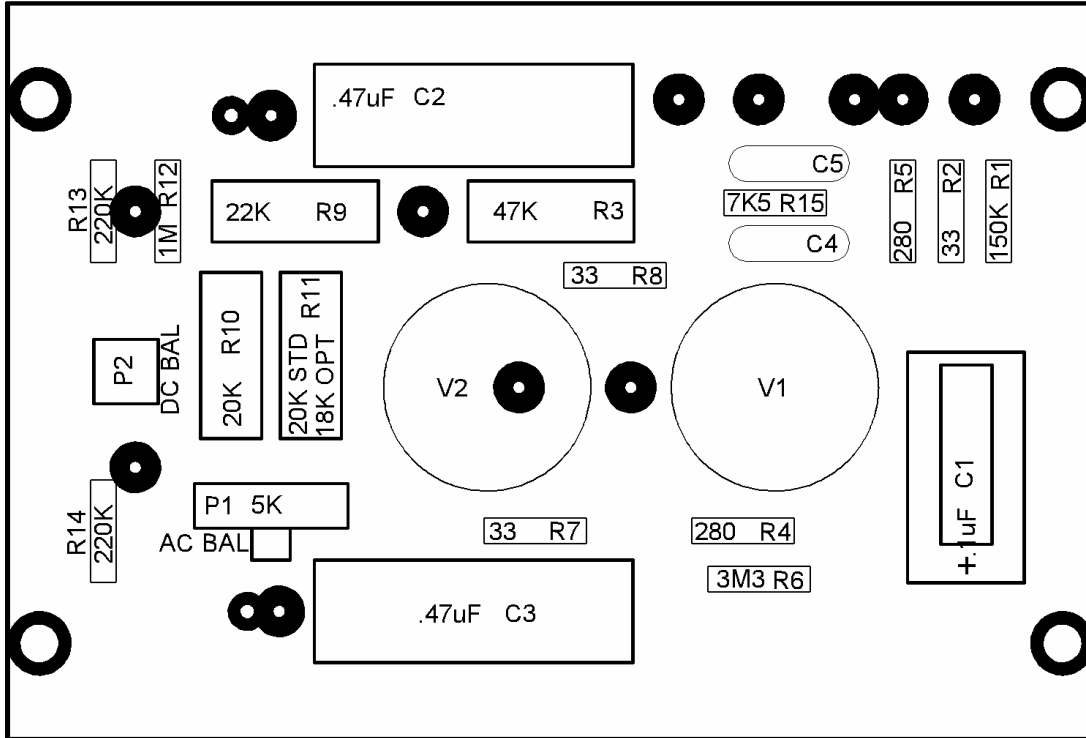 .47uF C2
R13
220K
1M R12
22K R9
47K R3
C5
7K5 R15
C4
280 R5
33 R2
150K R1
33 R8
20K R10
20K STD R11
18K OPT
P2
DC BAL
V2
V1
+.1uF C1
P1 5K
AC BAL
R14
220K
33 R7
280 R4
3M3 R6
.47uF C3